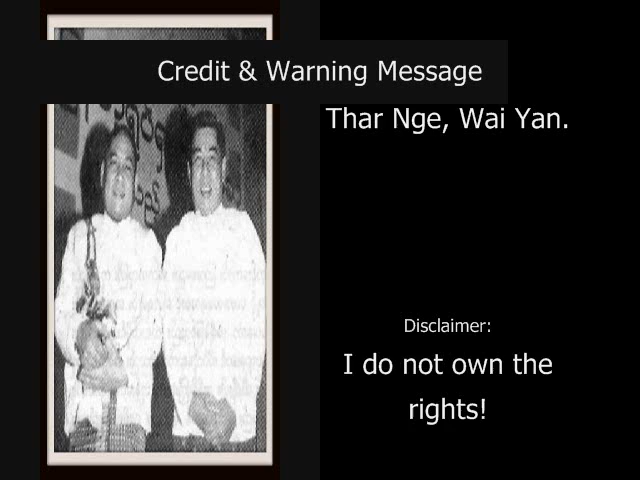 Credit & Warning Message
Thar Nge, Wai Yan.
Disclaimer:
I do not own the
rights!